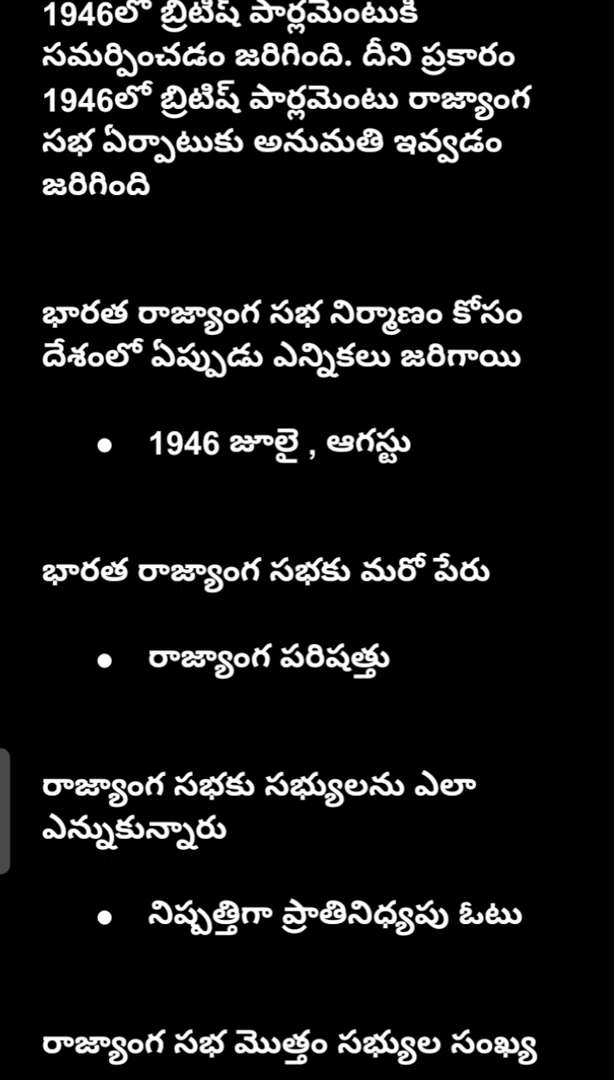 1946లో బ్రిటిష్ పార్లమెంటుకి
సమర్పించడం జరిగింది. దీని ప్రకారం
1946లో బ్రిటిష్ పార్లమెంటు రాజ్యాంగ
సభ ఏర్పాటుకు అనుమతి ఇవ్వడం
జరిగింది
భారత రాజ్యాంగ సభ నిర్మాణం కోసం
దేశంలో ఏప్పుడు ఎన్నికలు జరిగాయి
• 1946 జూలై , ఆగస్టు
భారత రాజ్యాంగ సభకు మరో పేరు
• రాజ్యాంగ పరిషత్తు
రాజ్యాంగ సభకు సభ్యులను ఎలా
ఎన్నుకున్నారు
• నిష్పత్తిగా ప్రాతినిధ్యపు ఓటు
రాజ్యాంగ సభ మొత్తం సభ్యుల సంఖ్య